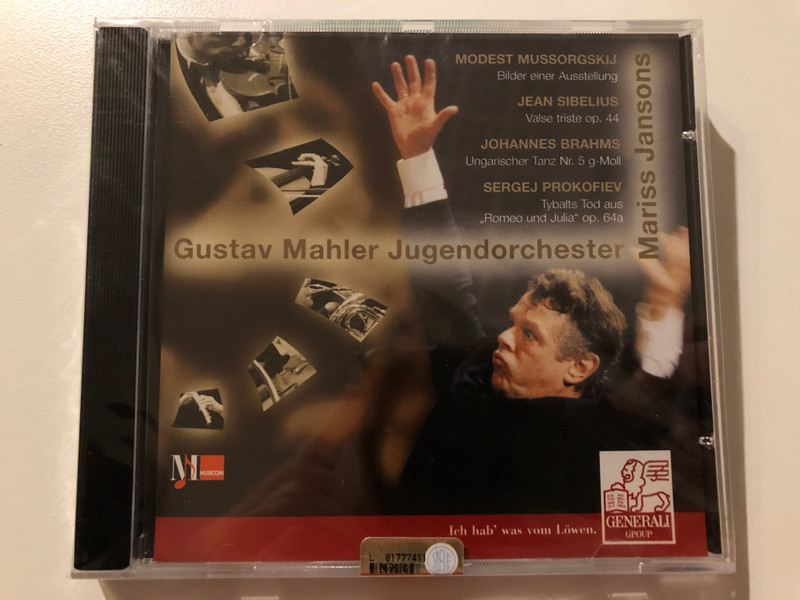 MODEST MUSSORGSKIJ
Bilder einer Ausstellung
JEAN SIBELIUS
Valse triste op. 44
JOHANNES BRAHMS
Ungarischer Tanz Nr. 5 g-Moll
SERGEJ PROKOFIEV
Tybalts Tod aus
„Romeo und Julia“ op. 64a
Mariss Jansons
Gustav Mahler Jugendorchester
M
MUSICOM
Ich hab' was vom Löwen.
GENERALI
GROUP